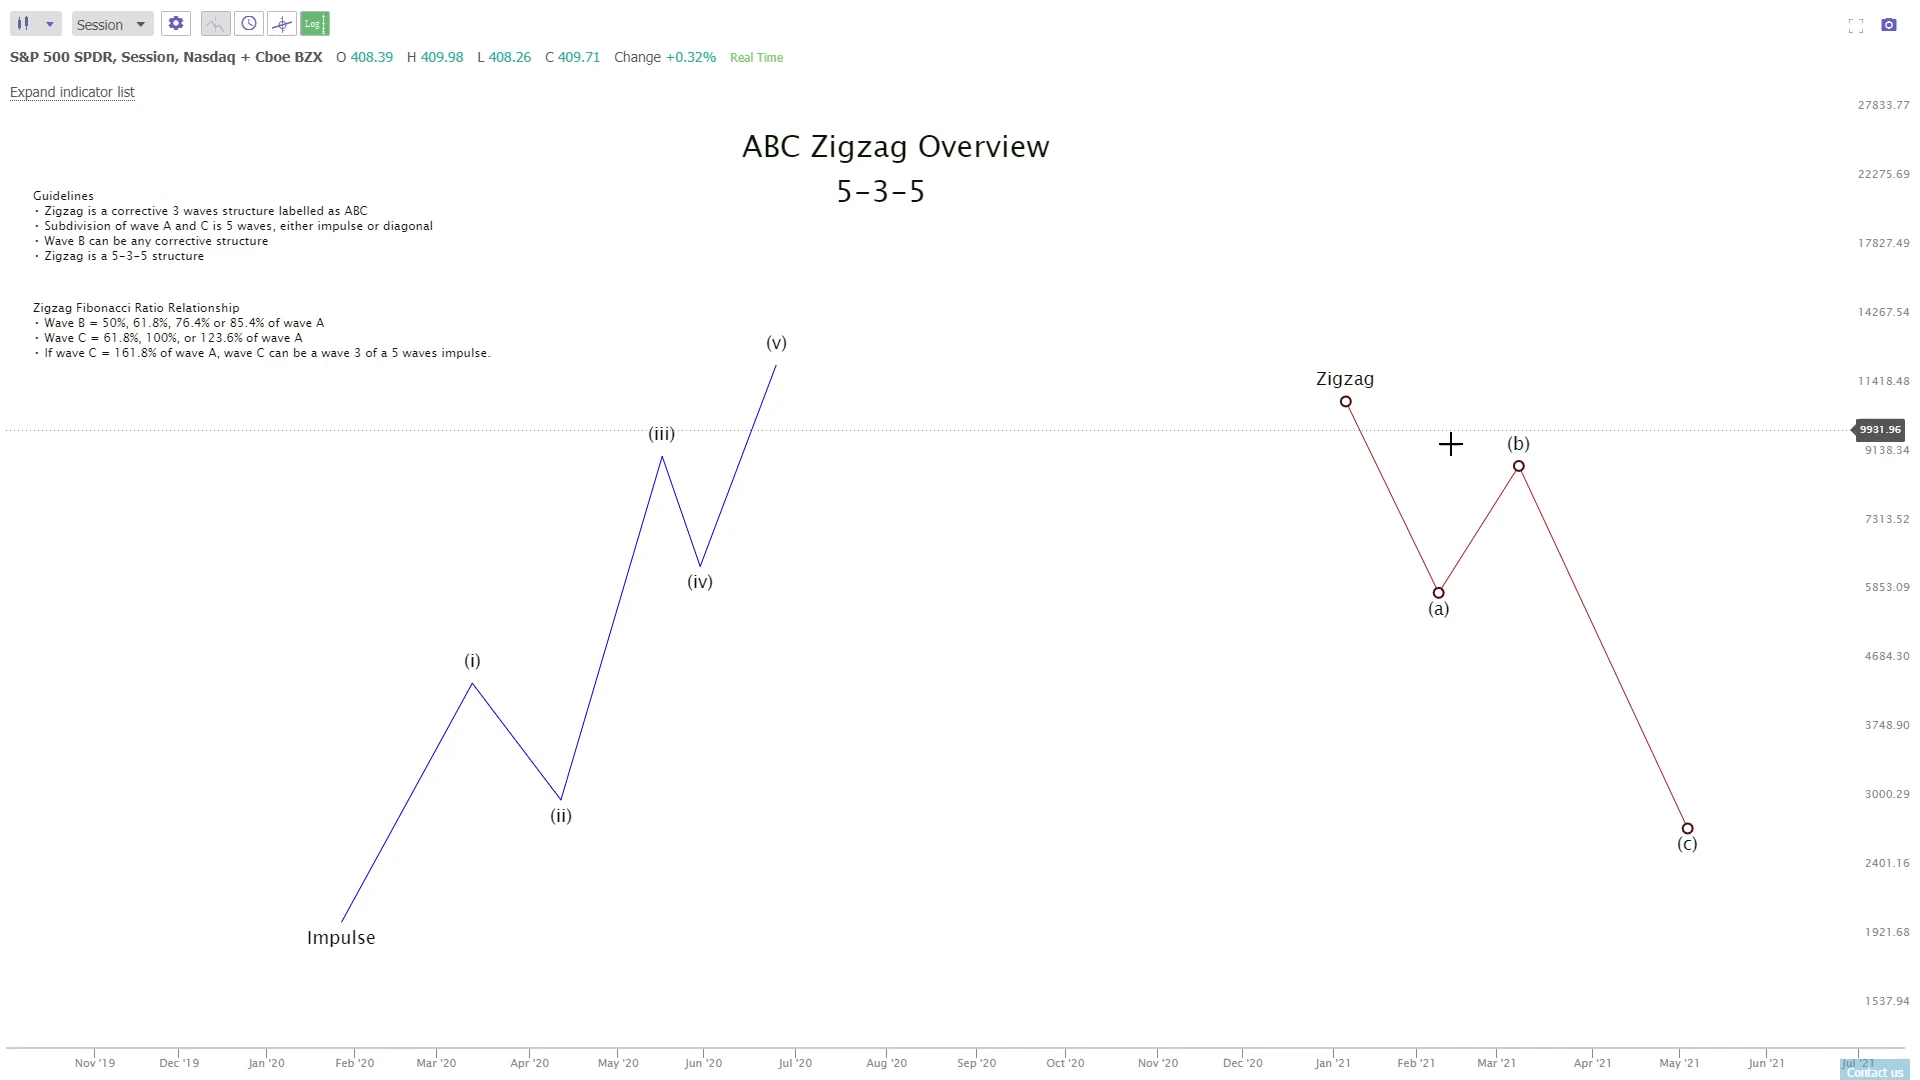 Session
Log
S&P 500 SPDR, Session, Nasdaq + Cboe BZX O 408.39 H 409.98 L 408.26 C 409.71 Change +0.32% Real Time
Expand indicator list
ABC Zigzag Overview
5-3-5
Guidelines
· Zigzag is a corrective 3 waves structure labelled as ABC
· Subdivision of wave A and C is 5 waves, either impulse or diagonal
· Wave B can be any corrective structure
· Zigzag is a 5-3-5 structure
Zigzag Fibonacci Ratio Relationship
· Wave B = 50%, 61.8%, 76.4% or 85.4% of wave A
· Wave C = 61.8%, 100%, or 123.6% of wave A
· If wave C = 161.8% of wave A, wave C can be a wave 3 of a 5 waves impulse.
Impulse
(i)
(ii)
(iii)
(iv)
(v)
Zigzag
(a)
(b)
(c)
27833.77
22275.69
17827.49
14267.54
11418.48
9931.96
9138.34
7313.52
5853.09
4684.30
3748.90
3000.29
2401.16
1921.68
1537.94
Nov '19 Dec '19 Jan '20 Feb '20 Mar '20 Apr '20 May '20 Jun '20 Jul '20 Aug '20 Sep '20 Oct '20 Nov '20 Dec '20 Jan '21 Feb '21 Mar '21 Apr '21 May '21 Jun '21 Jul '21
Contact us